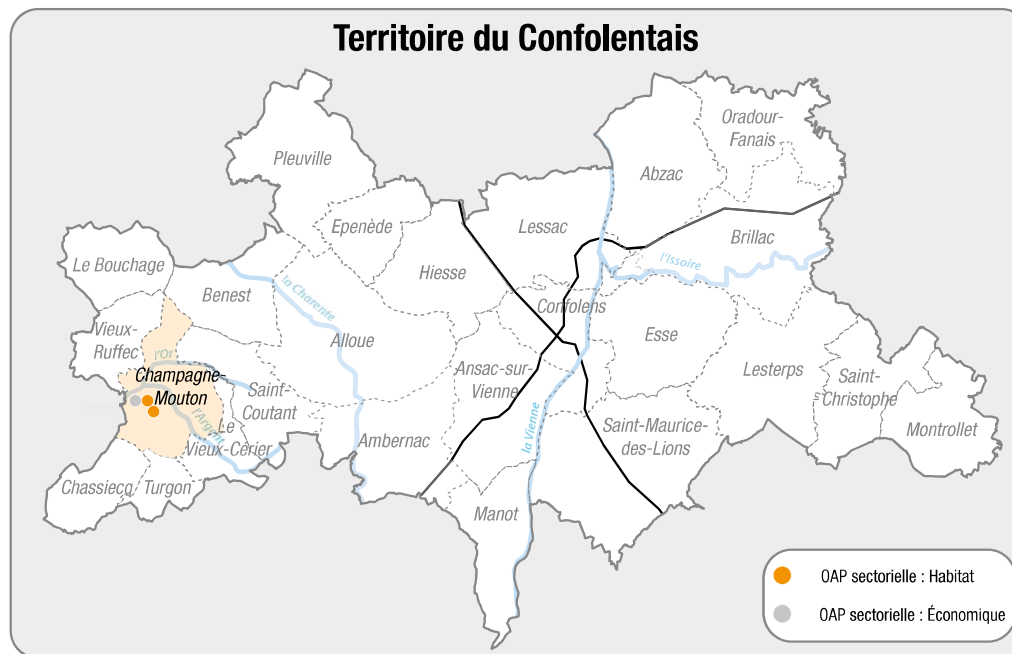 Territoire du Confolentais
Oradour-
Fanais
Pleuville
Abzac
Epenède
Lessac
Brillac
Le Bouchage
l'Issoire
Hiesse
la Charente
Benest
Confolens
Vieux-
Ruffec
Alloue
Esse
l'Or
Ansac-sur-
Vienne
Lesterps
Champagne-
Mouton
Saint-
Coutant
Saint-
Christophe
l'Argent
Le
Vieux-Cérier
Ambernac
la Vienne
Saint-Maurice-
des-Lions
Montrollet
Chassiecq
Turgon
Manot
OAP sectorielle : Habitat
OAP sectorielle : Économique